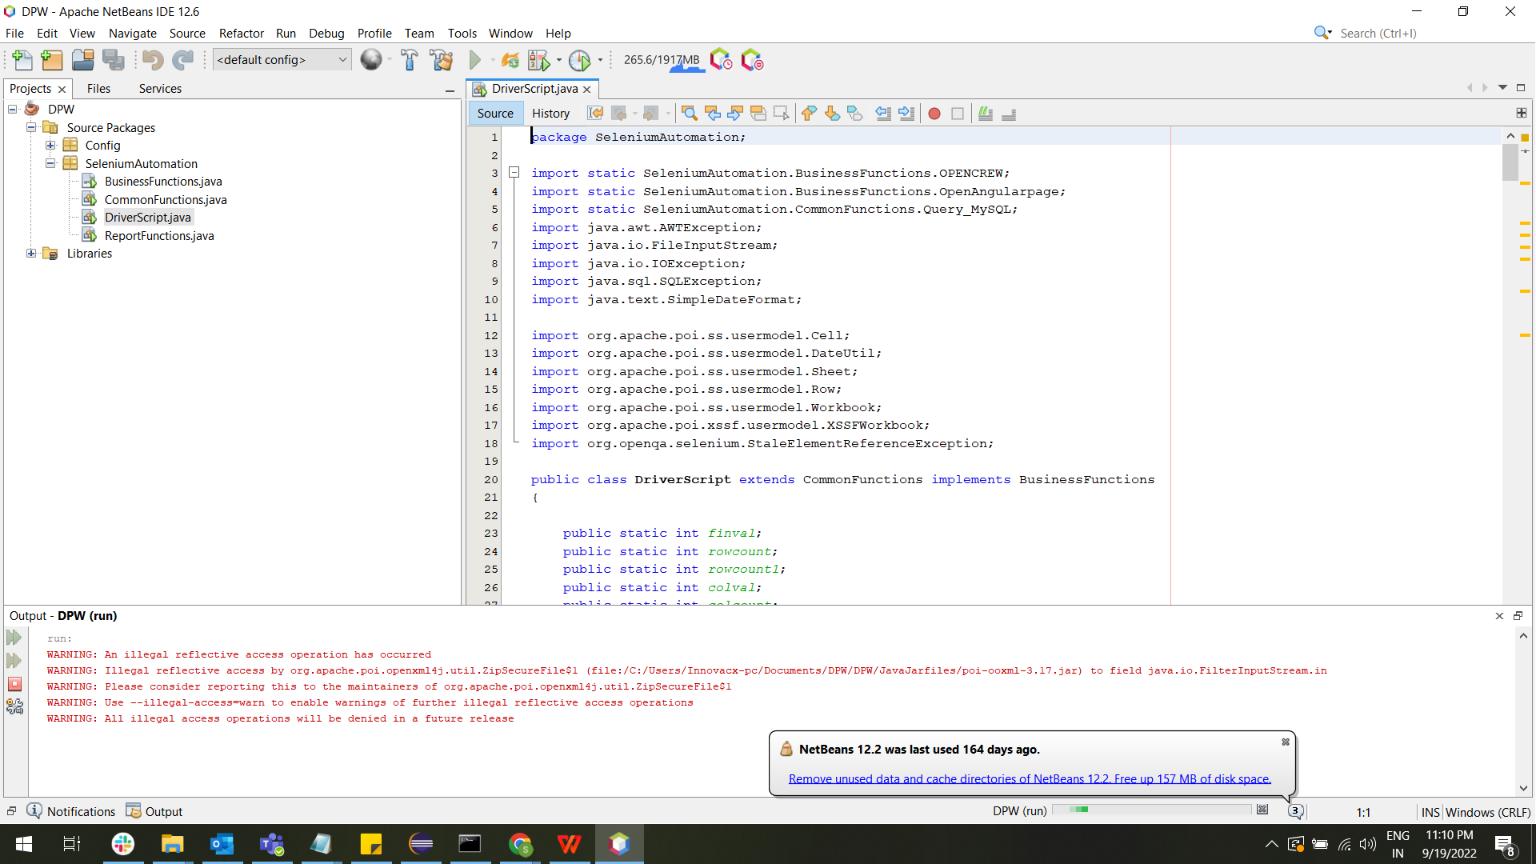 DPW - Apache NetBeans IDE 12.6
File Edit View Navigate Source Refactor Run Debug Profile Team Tools Window Help
Search (Ctrl+I)
<default config>
265.6/1917MB
Projects Files Services
DriverScript.java
Source History
DPW
Source Packages
Config
SeleniumAutomation
BusinessFunctions.java
CommonFunctions.java
DriverScript.java
ReportFunctions.java
Libraries
1 package SeleniumAutomation;
2
3 import static SeleniumAutomation.BusinessFunctions.OPENCREW;
4 import static SeleniumAutomation.BusinessFunctions.OpenAngularpage;
5 import static SeleniumAutomation.CommonFunctions.Query_MySQL;
6 import java.awt.AWTException;
7 import java.io.FileInputStream;
8 import java.io.IOException;
9 import java.sql.SQLException;
10 import java.text.SimpleDateFormat;
11
12 import org.apache.poi.ss.usermodel.Cell;
13 import org.apache.poi.ss.usermodel.DateUtil;
14 import org.apache.poi.ss.usermodel.Sheet;
15 import org.apache.poi.ss.usermodel.Row;
16 import org.apache.poi.ss.usermodel.Workbook;
17 import org.apache.poi.xssf.usermodel.XSSFWorkbook;
18 import org.openqa.selenium.StaleElementReferenceException;
19
20 public class DriverScript extends CommonFunctions implements BusinessFunctions
21 {
22
23 public static int finval;
24 public static int rowcount;
25 public static int rowcount1;
26 public static int colval;
27 public static int colcount;
Output - DPW (run)
run:
WARNING: An illegal reflective access operation has occurred
WARNING: Illegal reflective access by org.apache.poi.openxml4j.util.ZipSecureFile$1 (file:/C:/Users/Innovacx-pc/Documents/DPW/DPW/JavaJarfiles/poi-ooxml-3.17.jar) to field java.io.FilterInputStream.in
WARNING: Please consider reporting this to the maintainers of org.apache.poi.openxml4j.util.ZipSecureFile$1
WARNING: Use --illegal-access=warn to enable warnings of further illegal reflective access operations
WARNING: All illegal access operations will be denied in a future release
NetBeans 12.2 was last used 164 days ago.
Remove unused data and cache directories of NetBeans 12.2. Free up 157 MB of disk space.
Notifications Output
DPW (run)
3
1:1
INS
Windows (CRLF)
ENG
IN
11:10 PM
9/19/2022
8